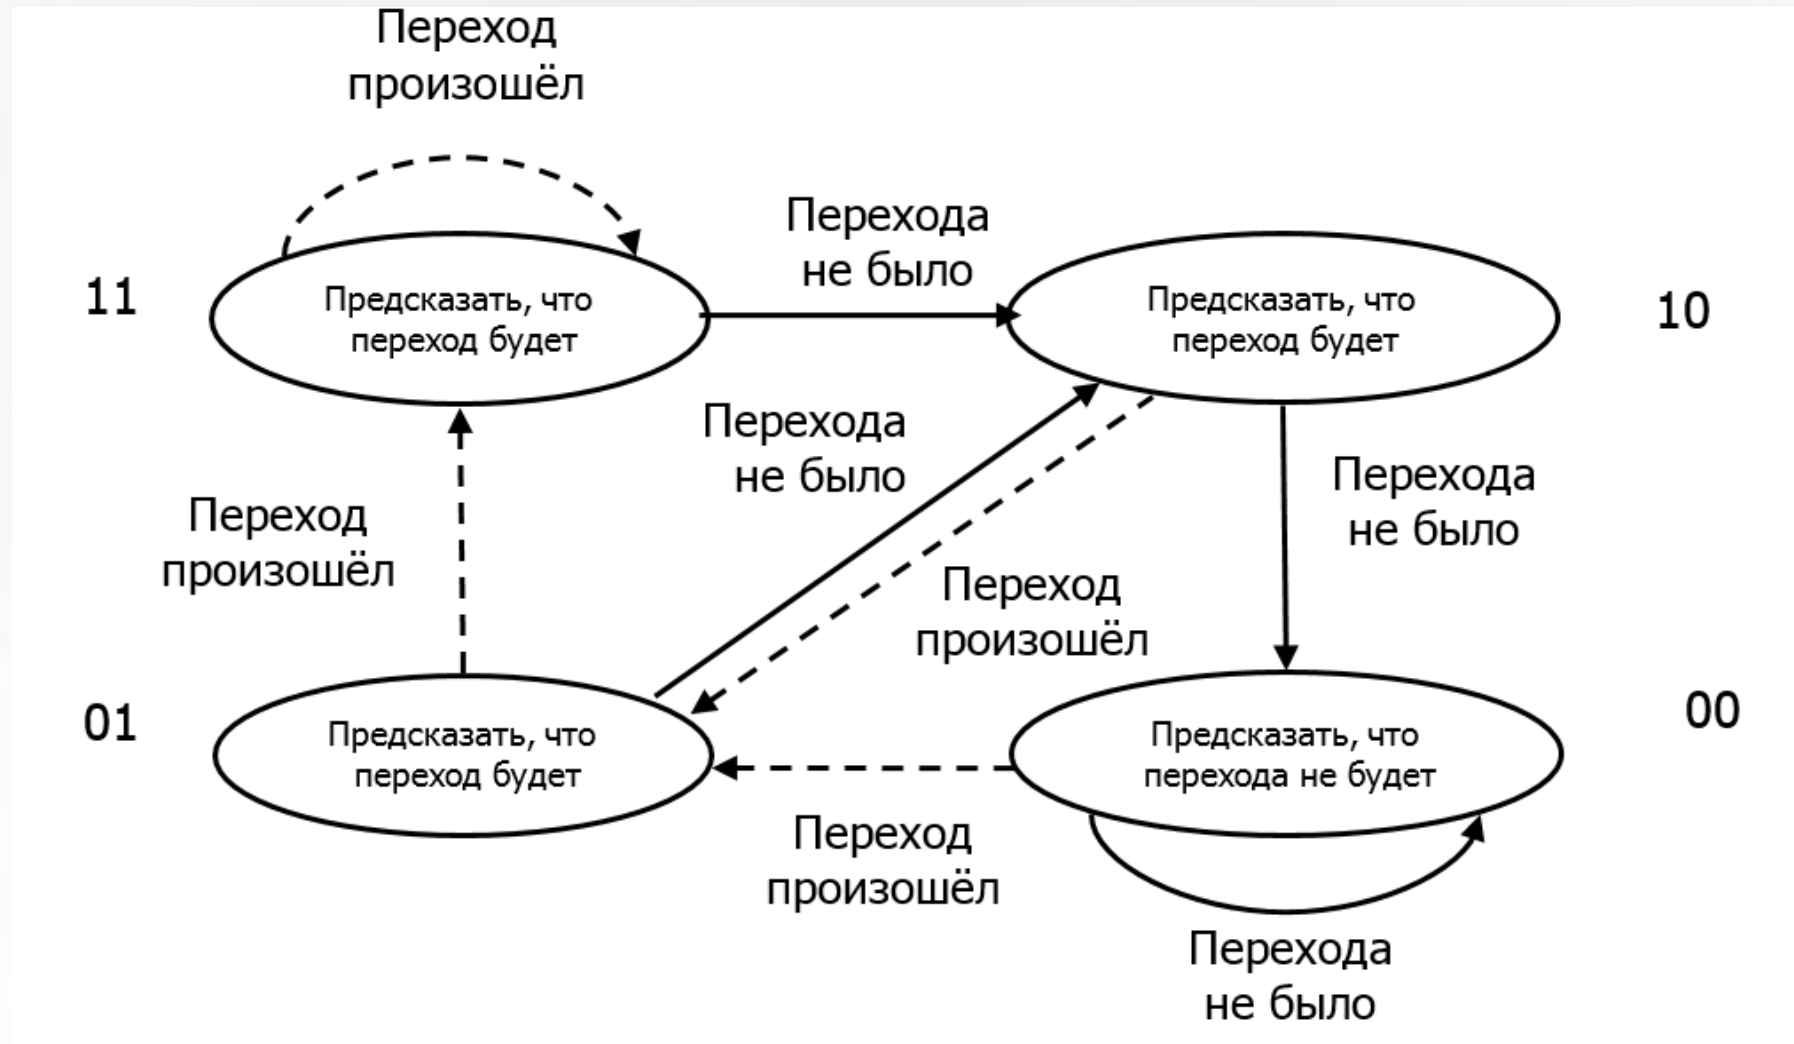 Переход
произошёл
Перехода
не было
11
Предсказать, что
переход будет
Предсказать, что
переход будет
10
Перехода
не было
Перехода
не было
Переход
произошёл
Переход
произошёл
01
Предсказать, что
переход будет
Предсказать, что
перехода не будет
00
Переход
произошёл
Перехода
не было